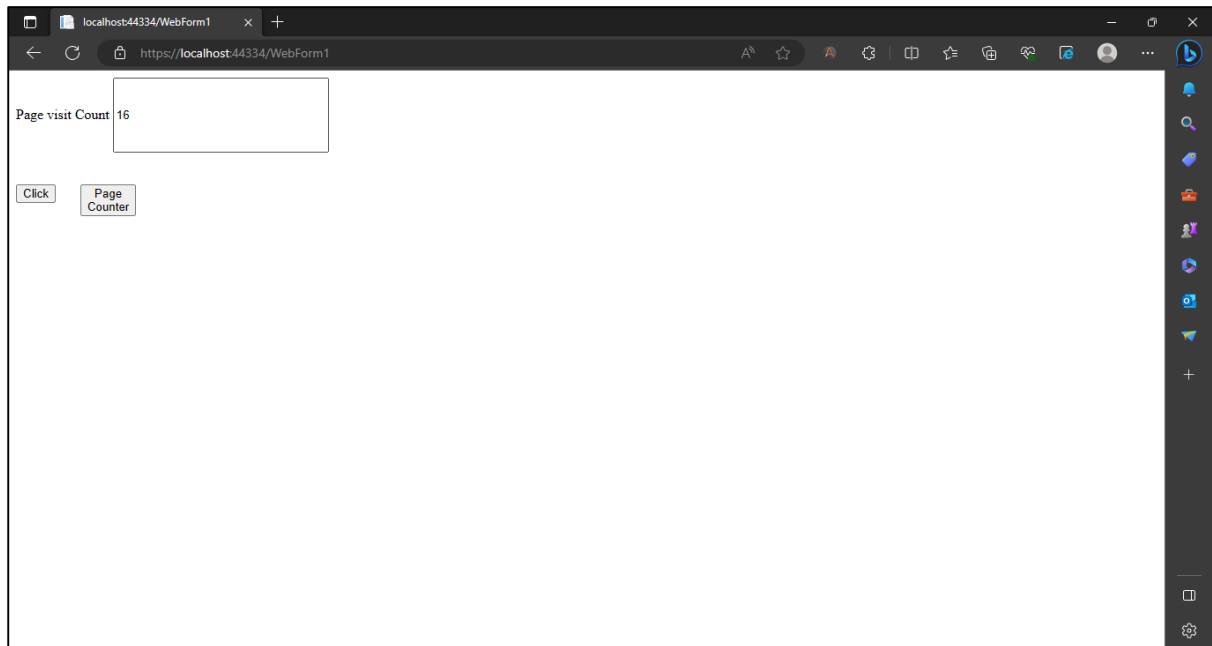 localhost:44334/WebForm1
https://localhost:44334/WebForm1
Page visit Count 16
Click
Page
Counter